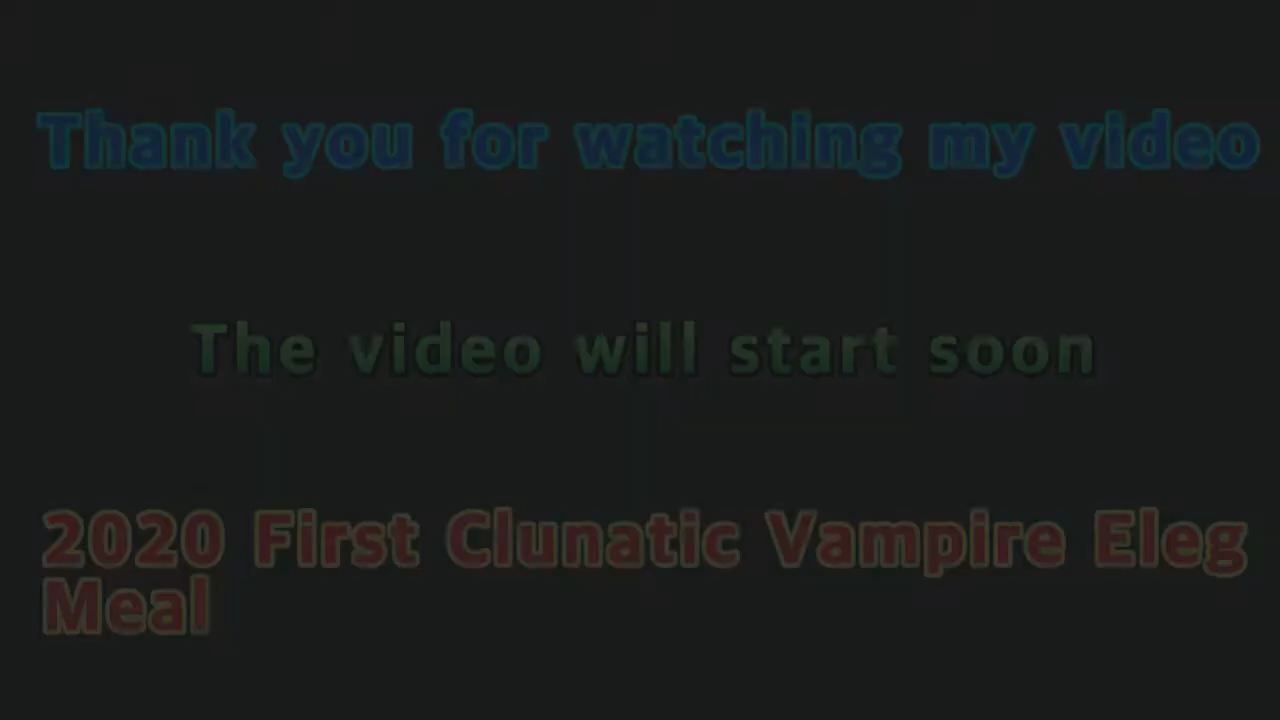 Thank you for watching my video
The video will start soon
2020 First Clunatic Vampire Eleg
Meal